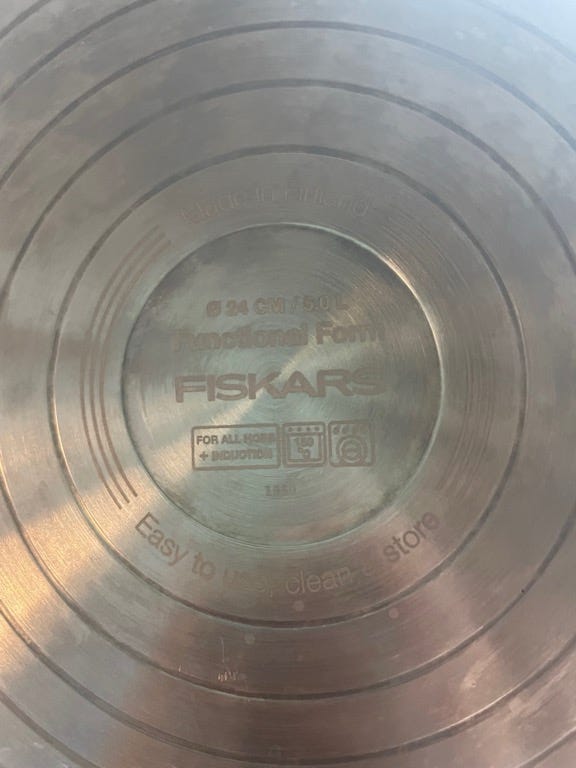 Made in Finland
Ø 24 CM / 5.0 L
Functional Form
FISKARS
FOR ALL HOBS
+ INDUCTION
150
°C
Easy to use, clean & store